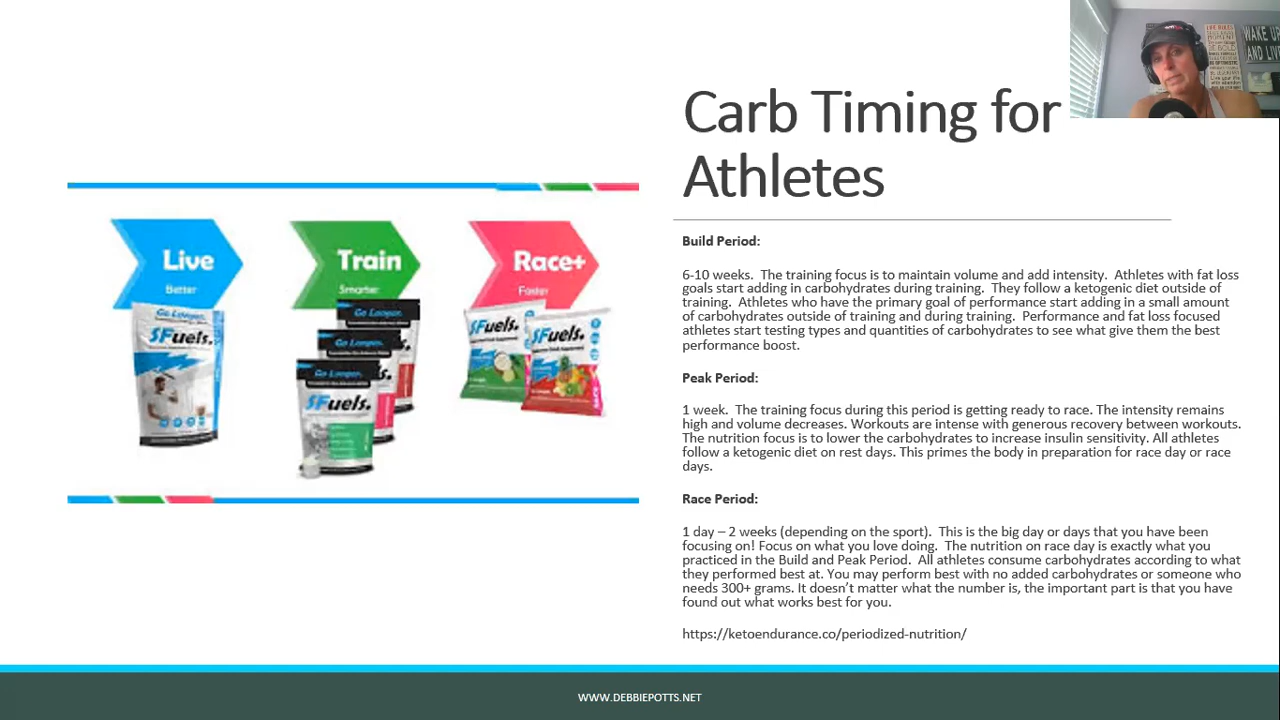 Carb Timing for
Athletes
WAKE UP
AND LIVE
Live
Better
Train
Smarter
Race+
Faster
Go Longer.
SFuels.
Go Longer.
Go Longer.
Go Longer.
SFuels.
SFuels.
SFuels.
Build Period:
6-10 weeks.  The training focus is to maintain volume and add intensity.  Athletes with fat loss
goals start adding in carbohydrates during training.  They follow a ketogenic diet outside of
training.  Athletes who have the primary goal of performance start adding in a small amount
of carbohydrates outside of training and during training.  Performance and fat loss focused
athletes start testing types and quantities of carbohydrates to see what give them the best
performance boost.
Peak Period:
1 week.  The training focus during this period is getting ready to race. The intensity remains
high and volume decreases. Workouts are intense with generous recovery between workouts.
The nutrition focus is to lower the carbohydrates to increase insulin sensitivity. All athletes
follow a ketogenic diet on rest days. This primes the body in preparation for race day or race
days.
Race Period:
1 day – 2 weeks (depending on the sport).  This is the big day or days that you have been
focusing on! Focus on what you love doing.  The nutrition on race day is exactly what you
practiced in the Build and Peak Period.  All athletes consume carbohydrates according to what
they performed best at. You may perform best with no added carbohydrates or someone who
needs 300+ grams. It doesn't matter what the number is, the important part is that you have
found out what works best for you.
https://ketoendurance.co/periodized-nutrition/
WWW.DEBBIEPOTTS.NET